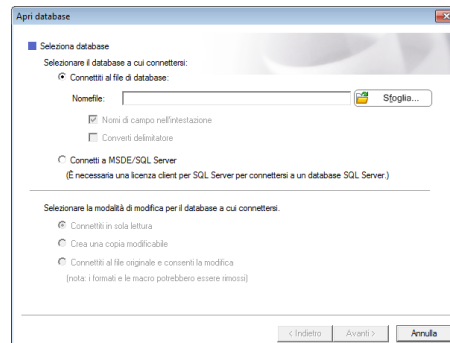 Apri database
Seleziona database
Selezionare il database a cui connettersi:
Connettiti al file di database:
Nomefile:
Sfoglia...
Nomi di campo nell'intestazione
Converti delimitatore
Connetti a MSDE/SQL Server
(È necessaria una licenza client per SQL Server per connettersi a un database SQL Server.)
Selezionare la modalità di modifica per il database a cui connettersi.
Connettiti in sola lettura
Crea una copia modificabile
Connettiti al file originale e consenti la modifica
(nota: i formati e le macro potrebbero essere rimossi)
< Indietro Avanti > Annulla